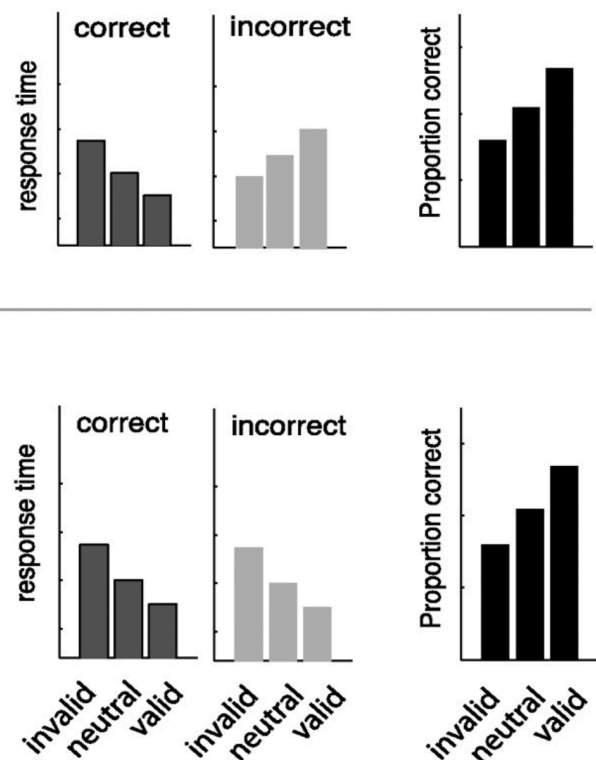 correct
incorrect
response time
Proportion correct
correct
incorrect
response time
Proportion correct
invalid
neutral
valid
invalid
neutral
valid
invalid
neutral
valid